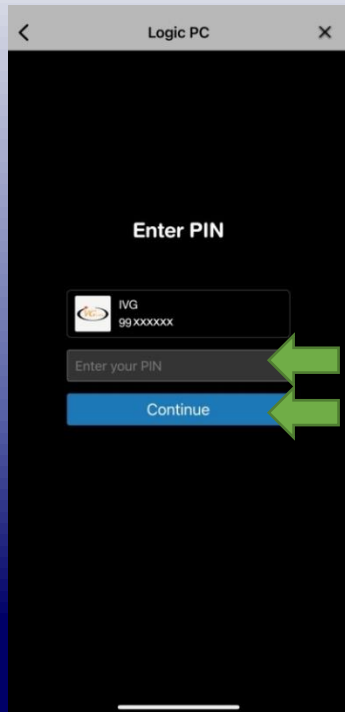 Logic PC
Enter PIN
IVG
99 xxxxxx
Enter your PIN
Continue